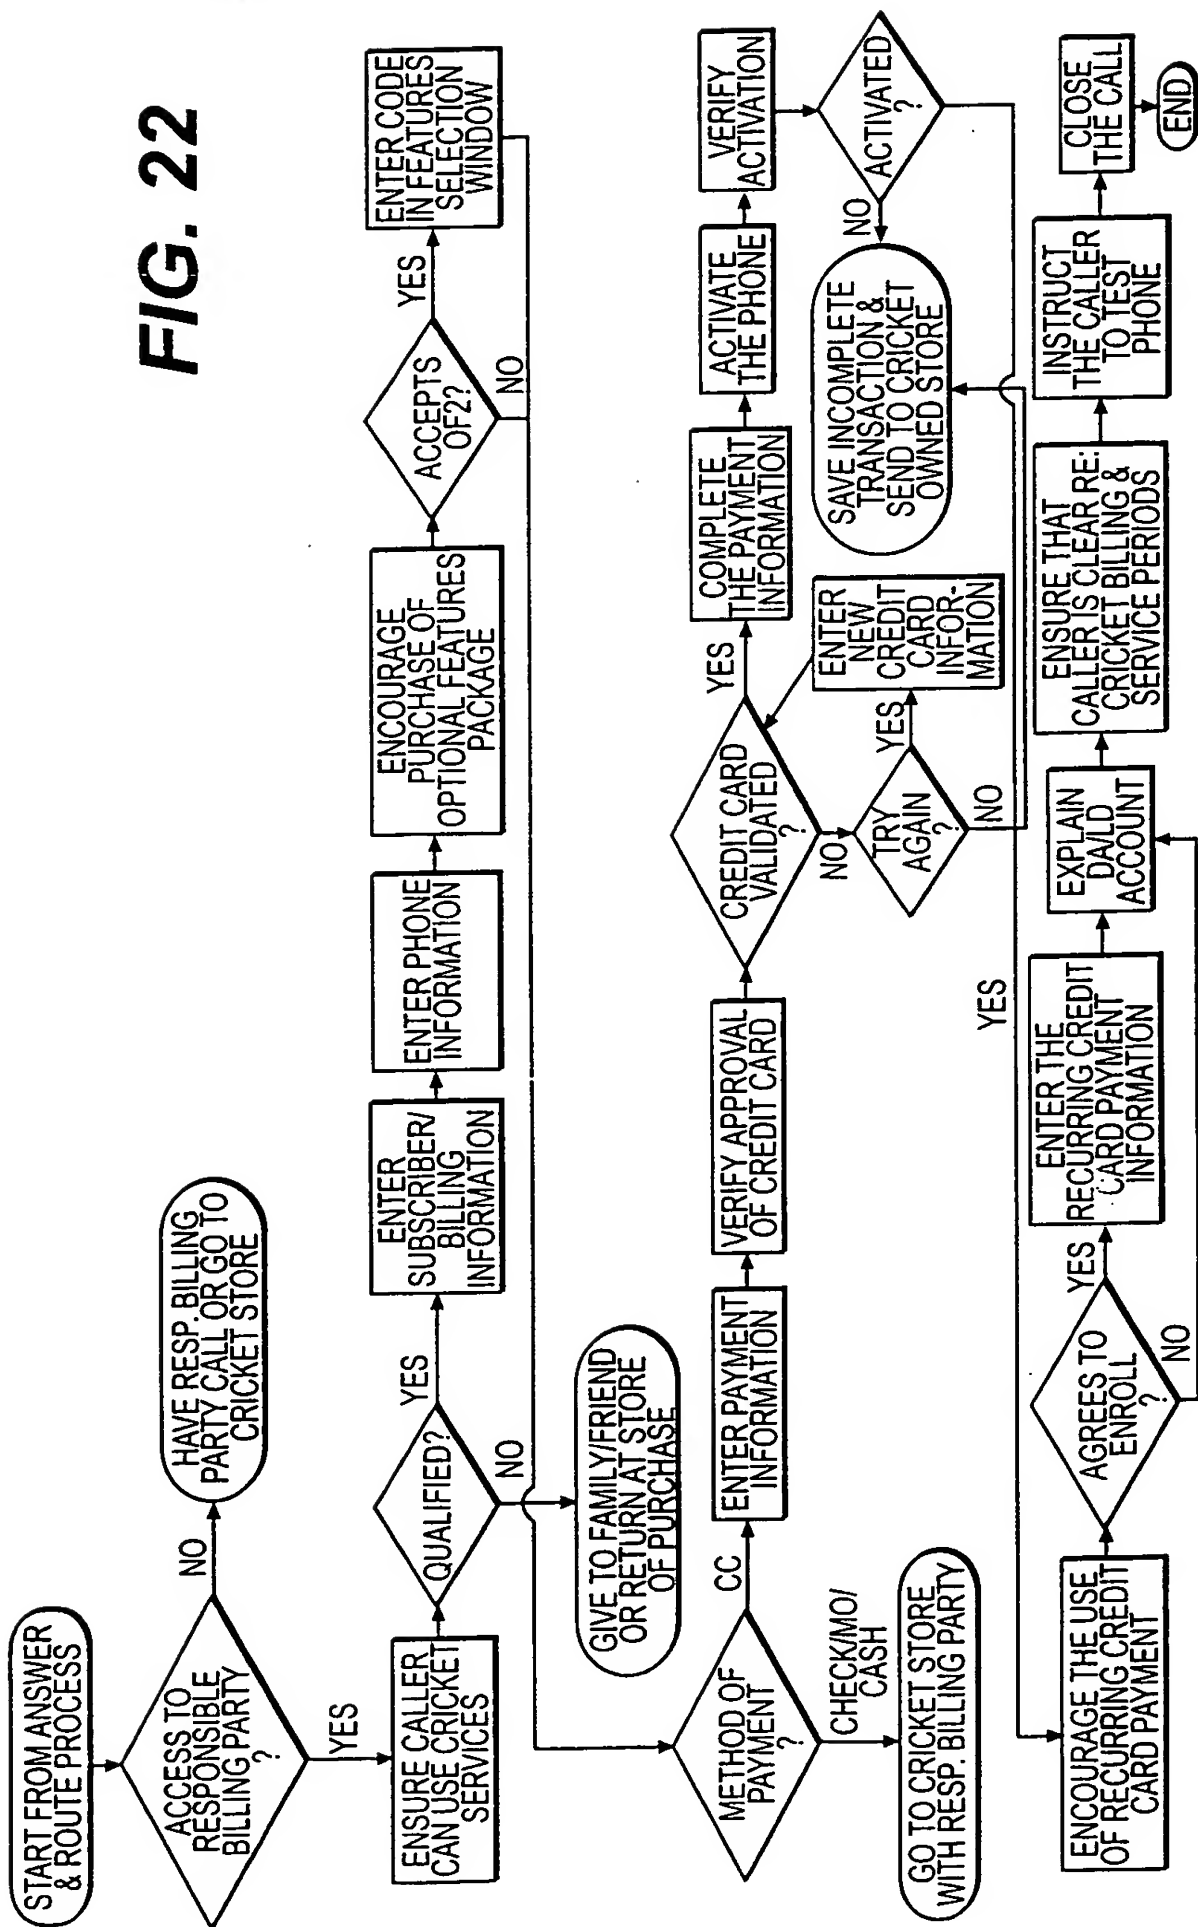 FIG. 22
START FROM ANSWER
& ROUTE PROCESS
ACCESS TO
RESPONSIBLE
BILLING PARTY
?
NO
HAVE RESP. BILLING
PARTY CALL OR GO TO
CRICKET STORE
YES
ENSURE CALLER
CAN USE CRICKET
SERVICES
QUALIFIED?
YES
NO
GIVE TO FAMILY/FRIEND
OR RETURN AT STORE
OF PURCHASE
ENTER
SUBSCRIBER/
BILLING
INFORMATION
ENTER PHONE
INFORMATION
ENCOURAGE
PURCHASE OF
OPTIONAL FEATURES
PACKAGE
ACCEPTS
OF2?
YES
NO
ENTER CODE
IN FEATURES
SELECTION
WINDOW
METHOD OF
PAYMENT
?
CC
CHECK/MO/
CASH
GO TO CRICKET STORE
WITH RESP. BILLING PARTY
ENTER PAYMENT
INFORMATION
VERIFY APPROVAL
OF CREDIT CARD
CREDIT CARD
VALIDATED
?
YES
NO
TRY
AGAIN
?
YES
NO
ENTER
NEW
CREDIT
CARD
INFOR-
MATION
COMPLETE
THE PAYMENT
INFORMATION
ACTIVATE
THE PHONE
VERIFY
ACTIVATION
ACTIVATED
?
NO
SAVE INCOMPLETE
TRANSACTION &
SEND TO CRICKET
OWNED STORE
YES
ENCOURAGE THE USE
OF RECURRING CREDIT
CARD PAYMENT
AGREES TO
ENROLL
?
YES
NO
ENTER THE
RECURRING CREDIT
CARD PAYMENT
INFORMATION
EXPLAIN
DA/LD
ACCOUNT
ENSURE THAT
CALLER IS CLEAR RE:
CRICKET BILLING &
SERVICE PERIODS
INSTRUCT
THE CALLER
TO TEST
PHONE
CLOSE
THE CALL
END